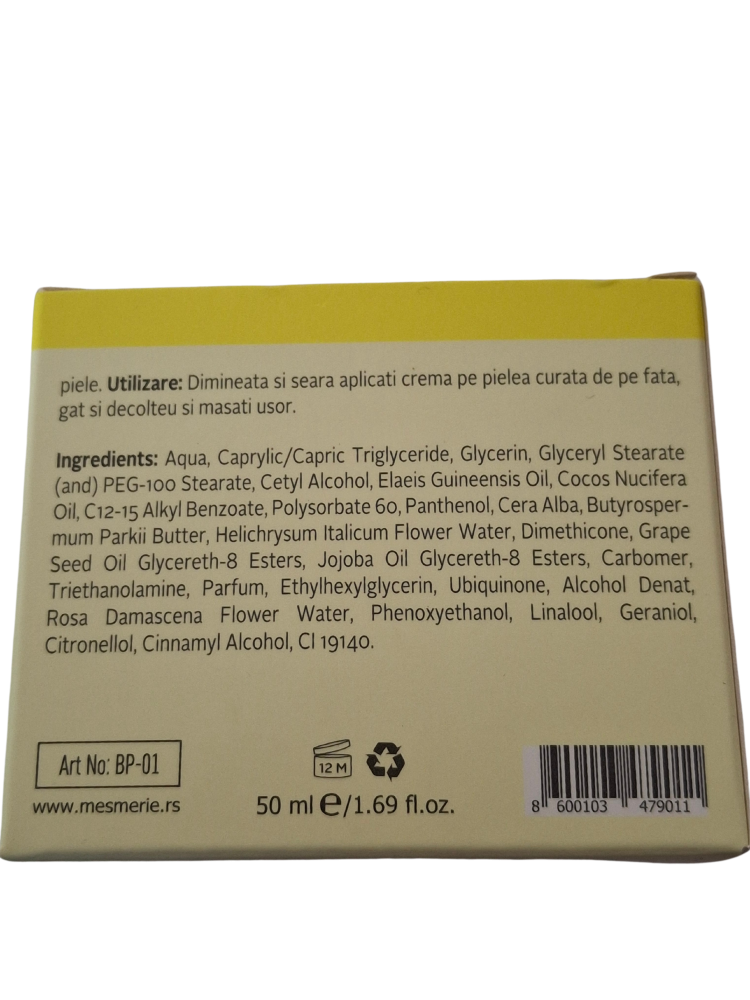 piele. Utilizare: Dimineata si seara aplicati crema pe pielea curata de pe fata,
gat si decolteu si masati usor.
Ingredients: Aqua, Caprylic/Capric Triglyceride, Glycerin, Glyceryl Stearate
(and) PEG-100 Stearate, Cetyl Alcohol, Elaeis Guineensis Oil, Cocos Nucifera
Oil, C12-15 Alkyl Benzoate, Polysorbate 60, Panthenol, Cera Alba, Butyrosper-
mum Parkii Butter, Helichrysum Italicum Flower Water, Dimethicone, Grape
Seed Oil Glycereth-8 Esters, Jojoba Oil Glycereth-8 Esters, Carbomer,
Triethanolamine, Parfum, Ethylhexylglycerin, Ubiquinone, Alcohol Denat,
Rosa Damascena Flower Water, Phenoxyethanol, Linalool, Geraniol,
Citronellol, Cinnamyl Alcohol, CI 19140.
Art No: BP-01
12 M
www.mesmerie.rs
50 ml ℮/1.69 fl.oz.
8 600103 479011